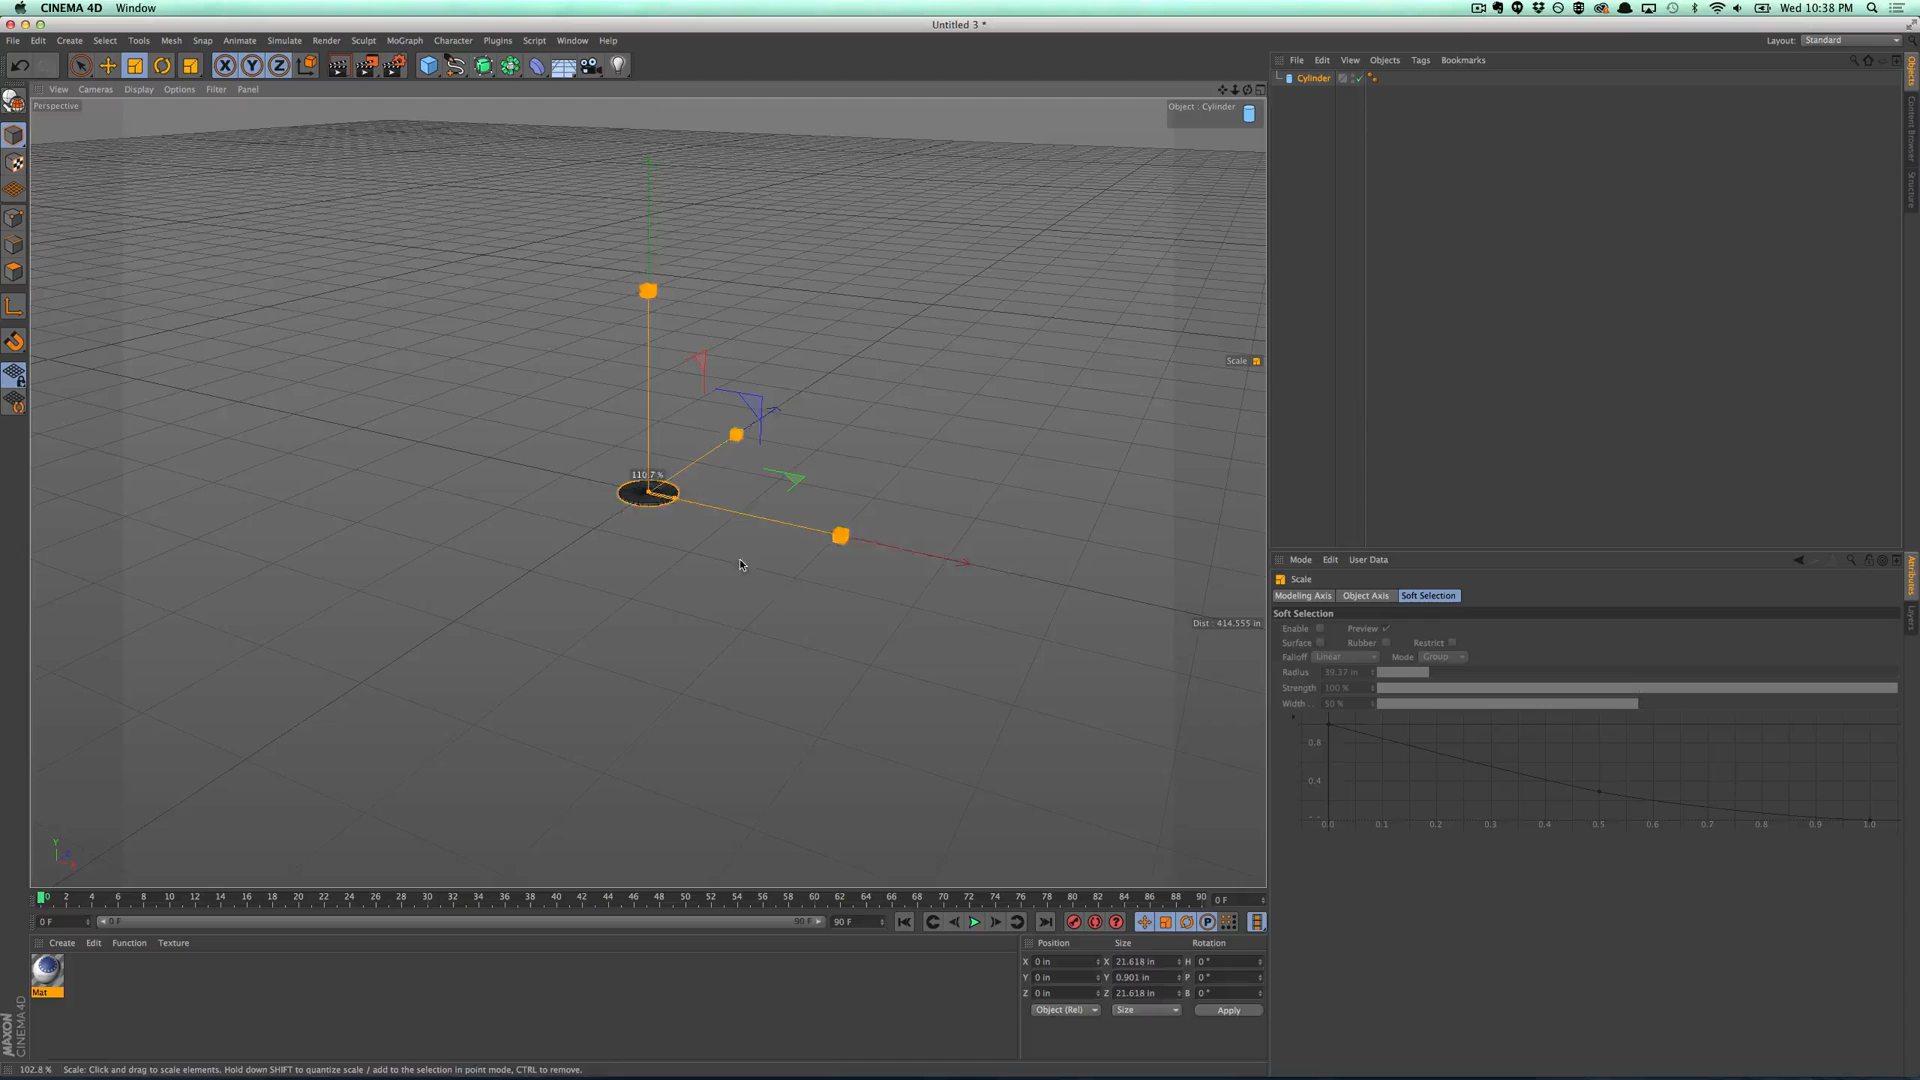 CINEMA 4D Window Wed 10:38 PM
Untitled 3 *
File Edit Create Select Tools Mesh Snap Animate Simulate Render Sculpt MoGraph Character Plugins Script Window Help Layout: Standard
X Y Z
File Edit View Objects Tags Bookmarks
Cylinder
View Cameras Display Options Filter Panel
Perspective
Object : Cylinder
Scale
110.7 %
Dist : 414.555 in
Y
Objects
Content Browser
Structure
Mode Edit User Data
Scale
Modeling Axis Object Axis Soft Selection
Soft Selection
Enable Preview
Surface Rubber Restrict
Falloff Linear Mode Group
Radius 39.37 in
Strength 100 %
Width . . 50 %
0.8
0.4
0.0 0.1 0.2 0.3 0.4 0.5 0.6 0.7 0.8 0.9 1.0
Attributes
Layers
0 2 4 6 8 10 12 14 16 18 20 22 24 26 28 30 32 34 36 38 40 42 44 46 48 50 52 54 56 58 60 62 64 66 68 70 72 74 76 78 80 82 84 86 88 90 0 F
0 F 0 F 90 F 90 F
P
Create Edit Function Texture
Mat
Position Size Rotation
X 0 in X 21.618 in H 0 °
Y 0 in Y 0.901 in P 0 °
Z 0 in Z 21.618 in B 0 °
Object (Rel) Size Apply
MAXON
CINEMA 4D
102.8 % Scale: Click and drag to scale elements. Hold down SHIFT to quantize scale / add to the selection in point mode, CTRL to remove.